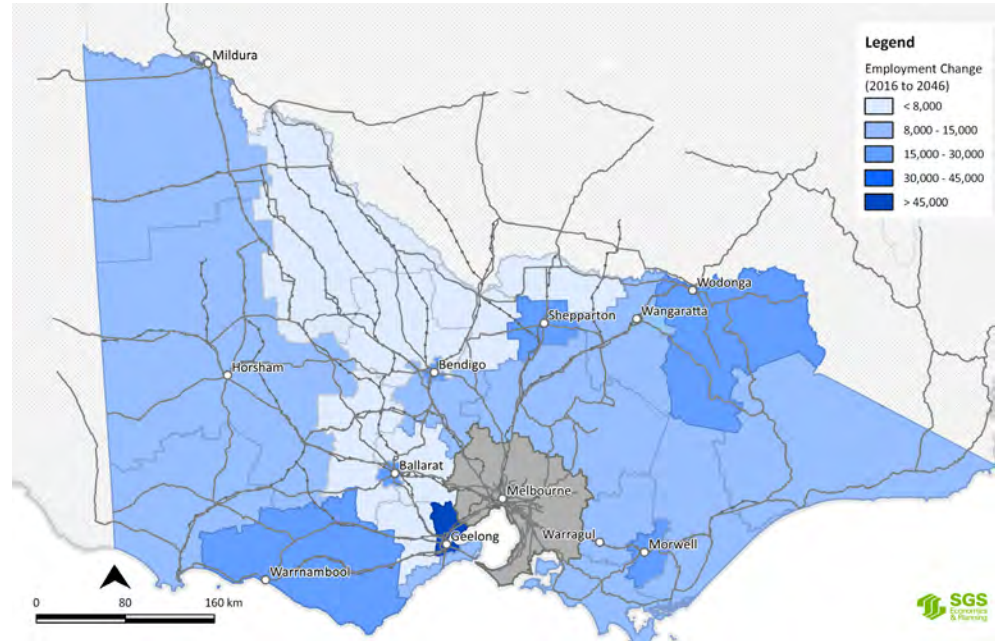 Mildura
Legend
Employment Change
(2016 to 2046)
< 8,000
8,000 - 15,000
15,000 - 30,000
30,000 - 45,000
> 45,000
Wodonga
Shepparton
Wangaratta
Horsham
Bendigo
Ballarat
Melbourne
Geelong
Warragul
Morwell
Warrnambool
0 80 160 km
SGS
Economics
& Planning